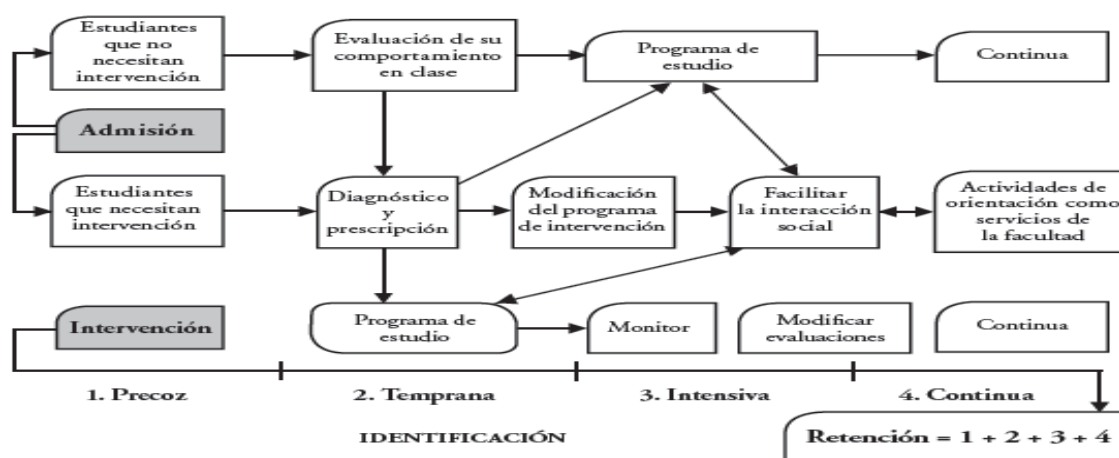 Estudiantes
que no
necesitan
intervención
Evaluación de su
comportamiento
en clase
Programa de
estudio
Continua
Admisión
Estudiantes
que necesitan
intervención
Diagnóstico
y
prescripción
Modificación
del programa
de intervención
Facilitar
la interacción
social
Actividades de
orientación como
servicios de
la facultad
Intervención
Programa de
estudio
Monitor
Modificar
evaluaciones
Continua
1. Precoz
2. Temprana
3. Intensiva
4. Continua
IDENTIFICACIÓN
Retención = 1 + 2 + 3 + 4